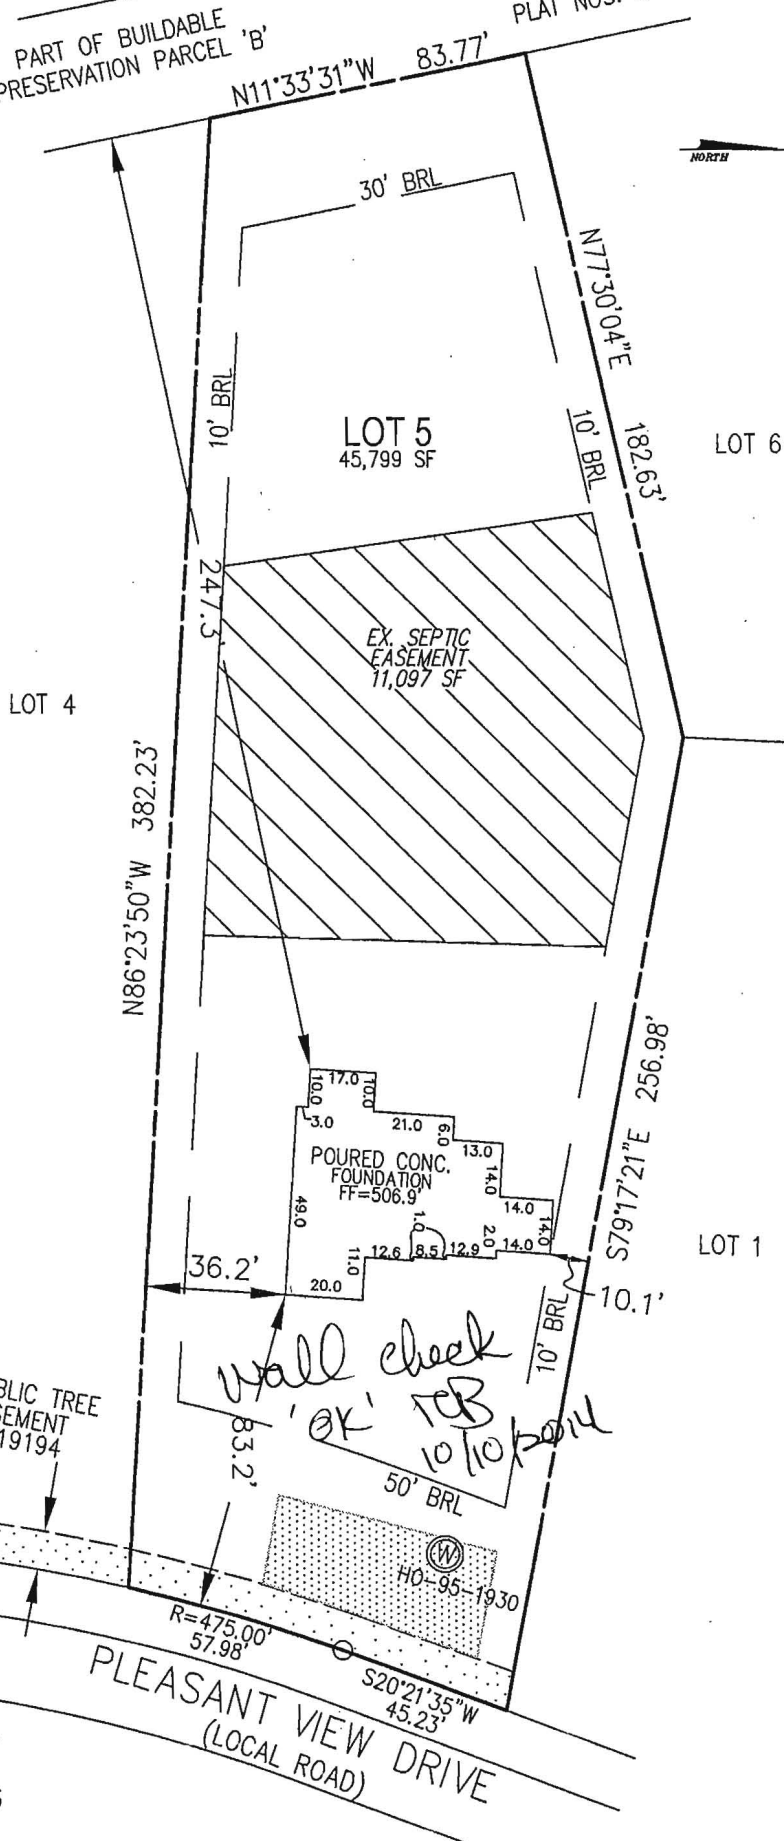 PART OF BUILDABLE
PRESERVATION PARCEL 'B'
N11°33'31"W 83.77'
PLAT NOS.
NORTH
30' BRL
N77°30'04"E 182.63'
10' BRL
LOT 5
45,799 SF
10' BRL
LOT 6
247.3'
EX. SEPTIC
EASEMENT
11,097 SF
LOT 4
N86°23'50"W 382.23'
S79°17'21"E 256.98'
17.0
10.0
10.0
3.0
21.0
6.0
13.0
14.0
POURED CONC.
FOUNDATION
FF=506.9'
49.0
14.0
14.0
1.0
2.0
12.6
8.5
12.9
14.0
11.0
20.0
LOT 1
36.2'
10.1'
10' BRL
wall check
'OK' TCB
10/10/2014
83.2'
50' BRL
BLIC TREE
SEMENT
19194
W
HO-95-1930
R=475.00'
57.98'
S20°21'35"W
45.23'
PLEASANT VIEW DRIVE
(LOCAL ROAD)